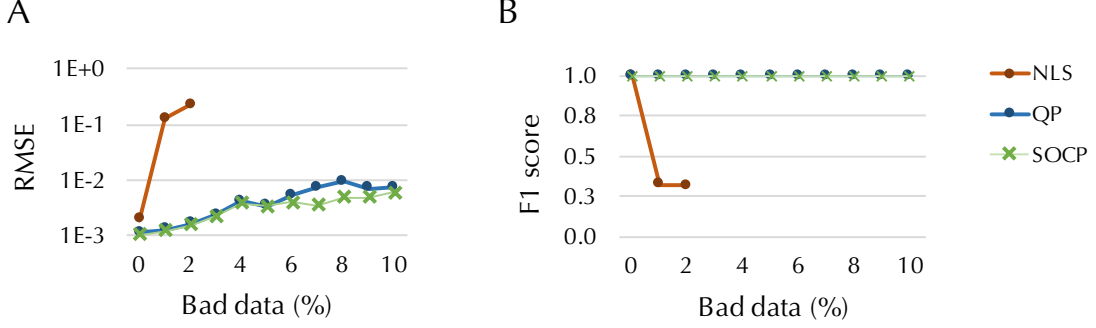 A
1E+0
1E-1
1E-2
1E-3
RMSE
0 2 4 6 8 10
Bad data (%)
B
1.0
0.8
0.5
0.3
0.0
F1 score
0 2 4 6 8 10
Bad data (%)
NLS
QP
SOCP